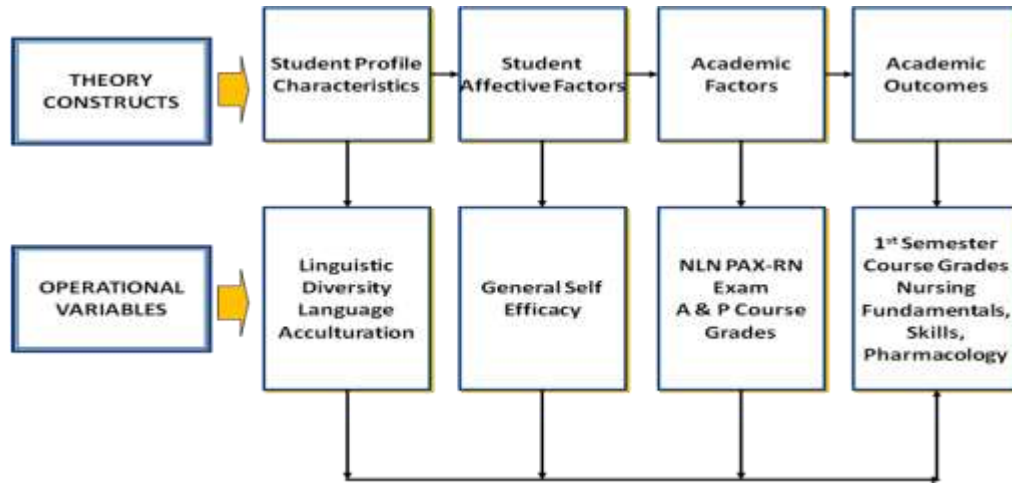 THEORY
CONSTRUCTS
Student Profile
Characteristics
Student
Affective Factors
Academic
Factors
Academic
Outcomes
OPERATIONAL
VARIABLES
Linguistic
Diversity
Language
Acculturation
General Self
Efficacy
NLN PAX-RN
Exam
A & P Course
Grades
1st Semester
Course Grades
Nursing
Fundamentals,
Skills,
Pharmacology